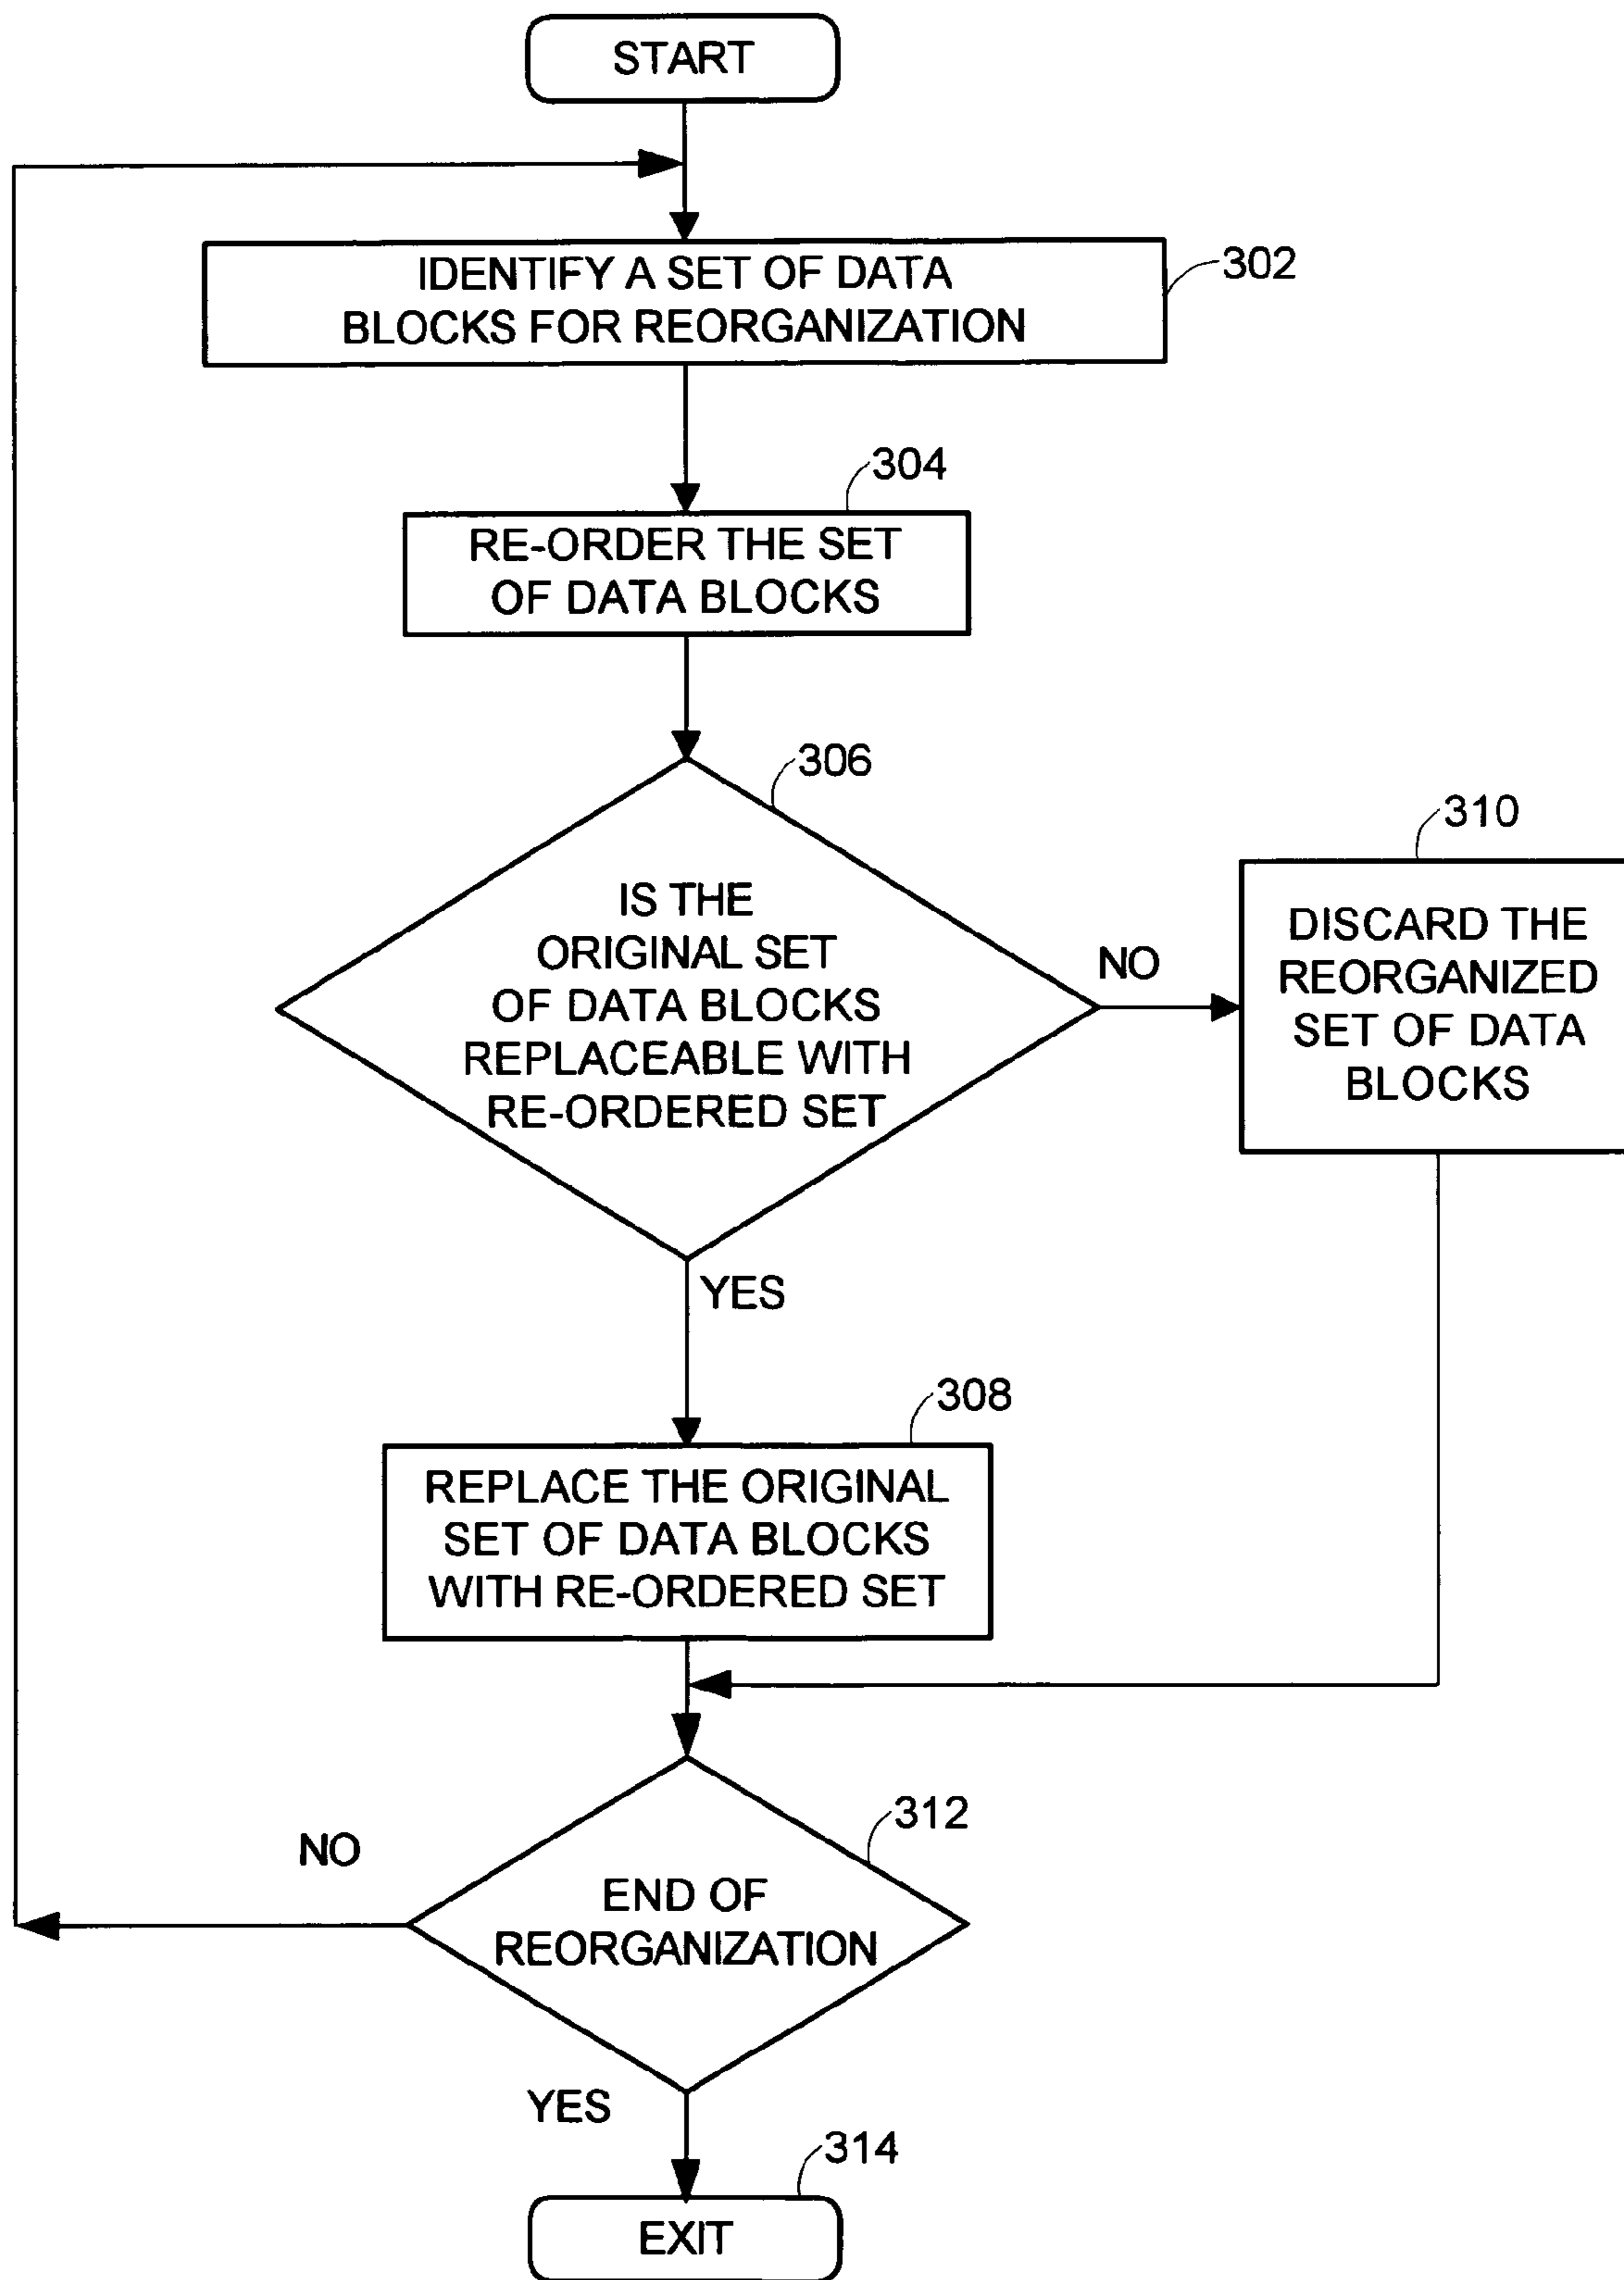 START
IDENTIFY A SET OF DATA
BLOCKS FOR REORGANIZATION
302
304
RE-ORDER THE SET
OF DATA BLOCKS
306
IS THE
ORIGINAL SET
OF DATA BLOCKS
REPLACEABLE WITH
RE-ORDERED SET
NO
310
DISCARD THE
REORGANIZED
SET OF DATA
BLOCKS
YES
308
REPLACE THE ORIGINAL
SET OF DATA BLOCKS
WITH RE-ORDERED SET
312
NO
END OF
REORGANIZATION
YES
314
EXIT